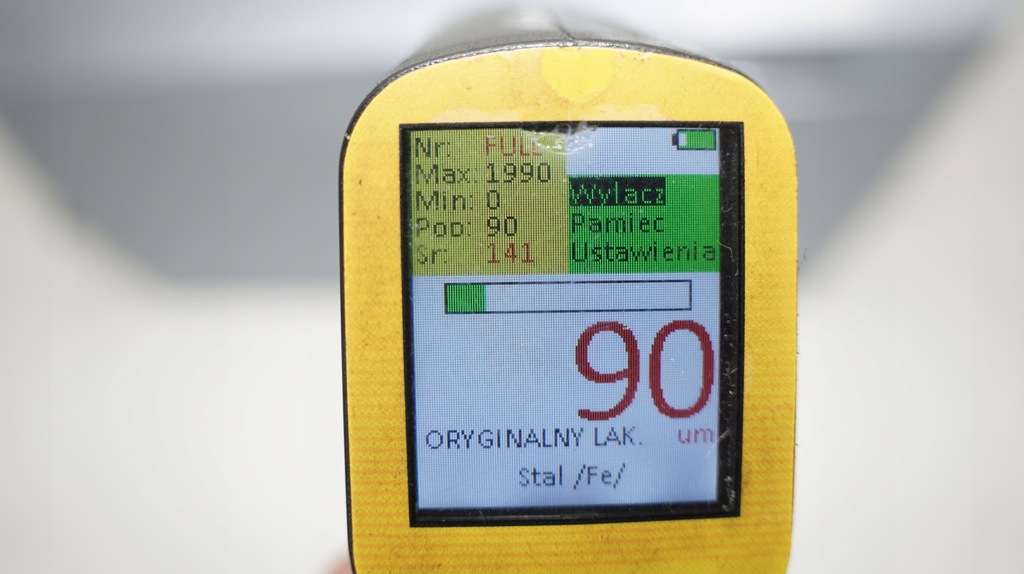 Nr: FULL
Max: 1990
Min: 0
Pop: 90
Sr: 141
Wylacz
Pamiec
Ustawienia
90
um
ORYGINALNY LAK.
Stal /Fe/